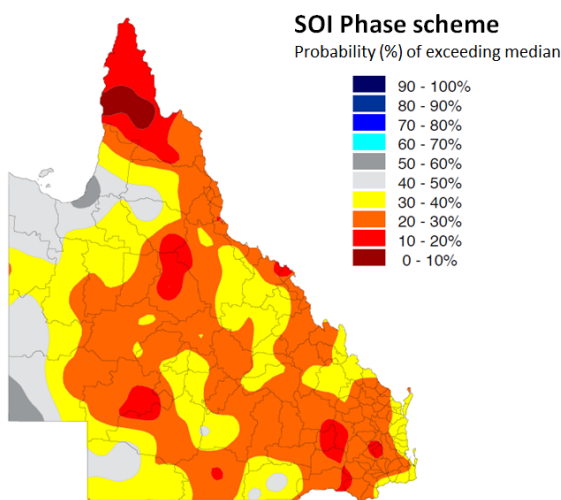 SOI Phase scheme
Probability (%) of exceeding median
90 - 100%
80 - 90%
70 - 80%
60 - 70%
50 - 60%
40 - 50%
30 - 40%
20 - 30%
10 - 20%
0 - 10%